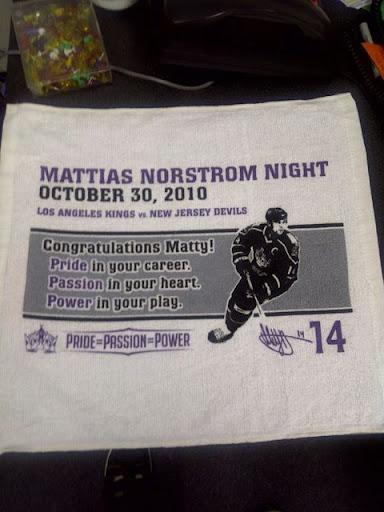 MATTIAS NORSTROM NIGHT
OCTOBER 30, 2010
LOS ANGELES KINGS vs. NEW JERSEY DEVILS
Congratulations Matty!
Pride in your career.
Passion in your heart.
Power in your play.
PRIDE=PASSION=POWER
14
14